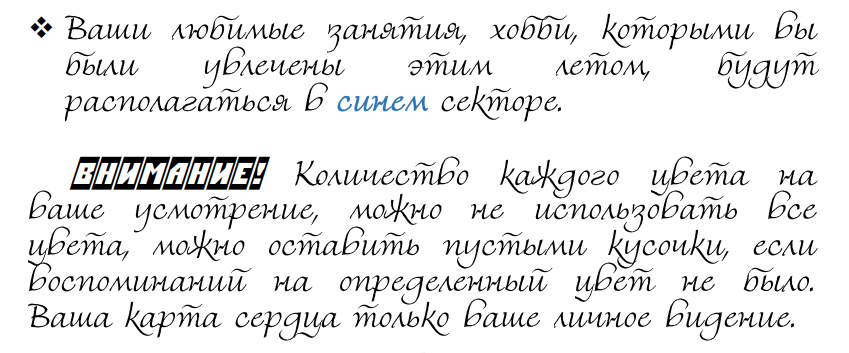 ❖ Ваши любимые занятия, хобби, которыми вы
были увлечены этим летом, будут
располагаться в синем секторе.
ВНИМАНИЕ! Количество каждого цвета на
ваше усмотрение, можно не использовать все
цвета, можно оставить пустыми кусочки, если
воспоминаний на определенный цвет не было.
Ваша карта сердца только ваше личное видение.